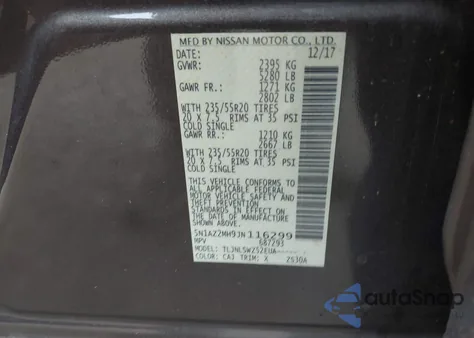 MFD BY NISSAN MOTOR CO., LTD.
DATE: 12/17
GVWR: 2395 KG
5280 LB
GAWR FR.: 1271 KG
2802 LB
WITH 235/55R20 TIRES
20 X 7.5 RIMS AT 35 PSI
COLD SINGLE
GAWR RR.: 1210 KG
2667 LB
WITH 235/55R20 TIRES
20 X 7.5 RIMS AT 35 PSI
COLD SINGLE
THIS VEHICLE CONFORMS TO
ALL APPLICABLE FEDERAL
MOTOR VEHICLE SAFETY
STANDARDS IN EFFECT ON
THE DATE OF MANUFACTURE
SHOWN ABOVE.
5N1AZ2MH9JN116299
MPV 687293
MODEL: TLJNLSWZ52EUA-----
COLOR: CAJ TRIM: X Z530A
autoSnap